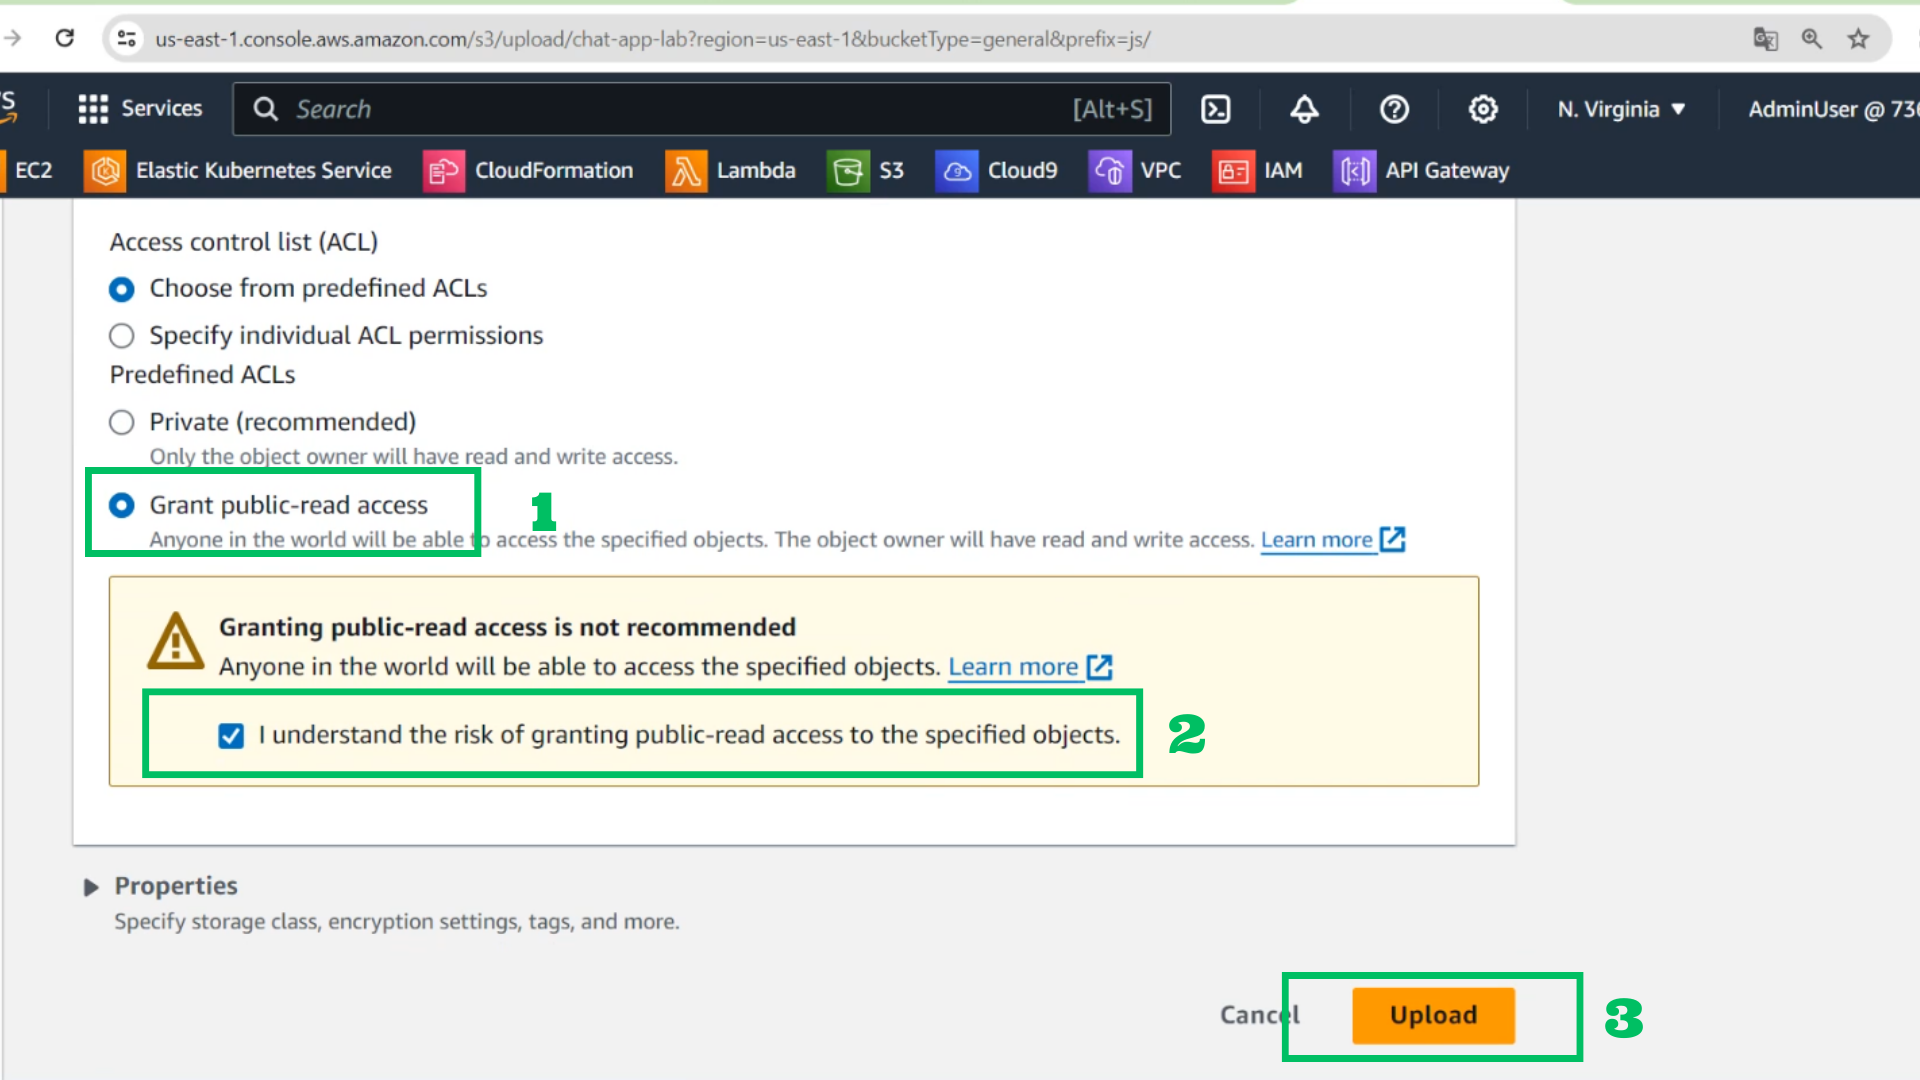 us-east-1.console.aws.amazon.com/s3/upload/chat-app-lab?region=us-east-1&bucketType=general&prefix=js/
Services Search [Alt+S] N. Virginia ▼ AdminUser @ 736
EC2 Elastic Kubernetes Service CloudFormation Lambda S3 Cloud9 VPC IAM API Gateway
Access control list (ACL)
Choose from predefined ACLs
Specify individual ACL permissions
Predefined ACLs
Private (recommended)
Only the object owner will have read and write access.
Grant public-read access 1
Anyone in the world will be able to access the specified objects. The object owner will have read and write access. Learn more
Granting public-read access is not recommended
Anyone in the world will be able to access the specified objects. Learn more
I understand the risk of granting public-read access to the specified objects. 2
Properties
Specify storage class, encryption settings, tags, and more.
Cancel Upload 3